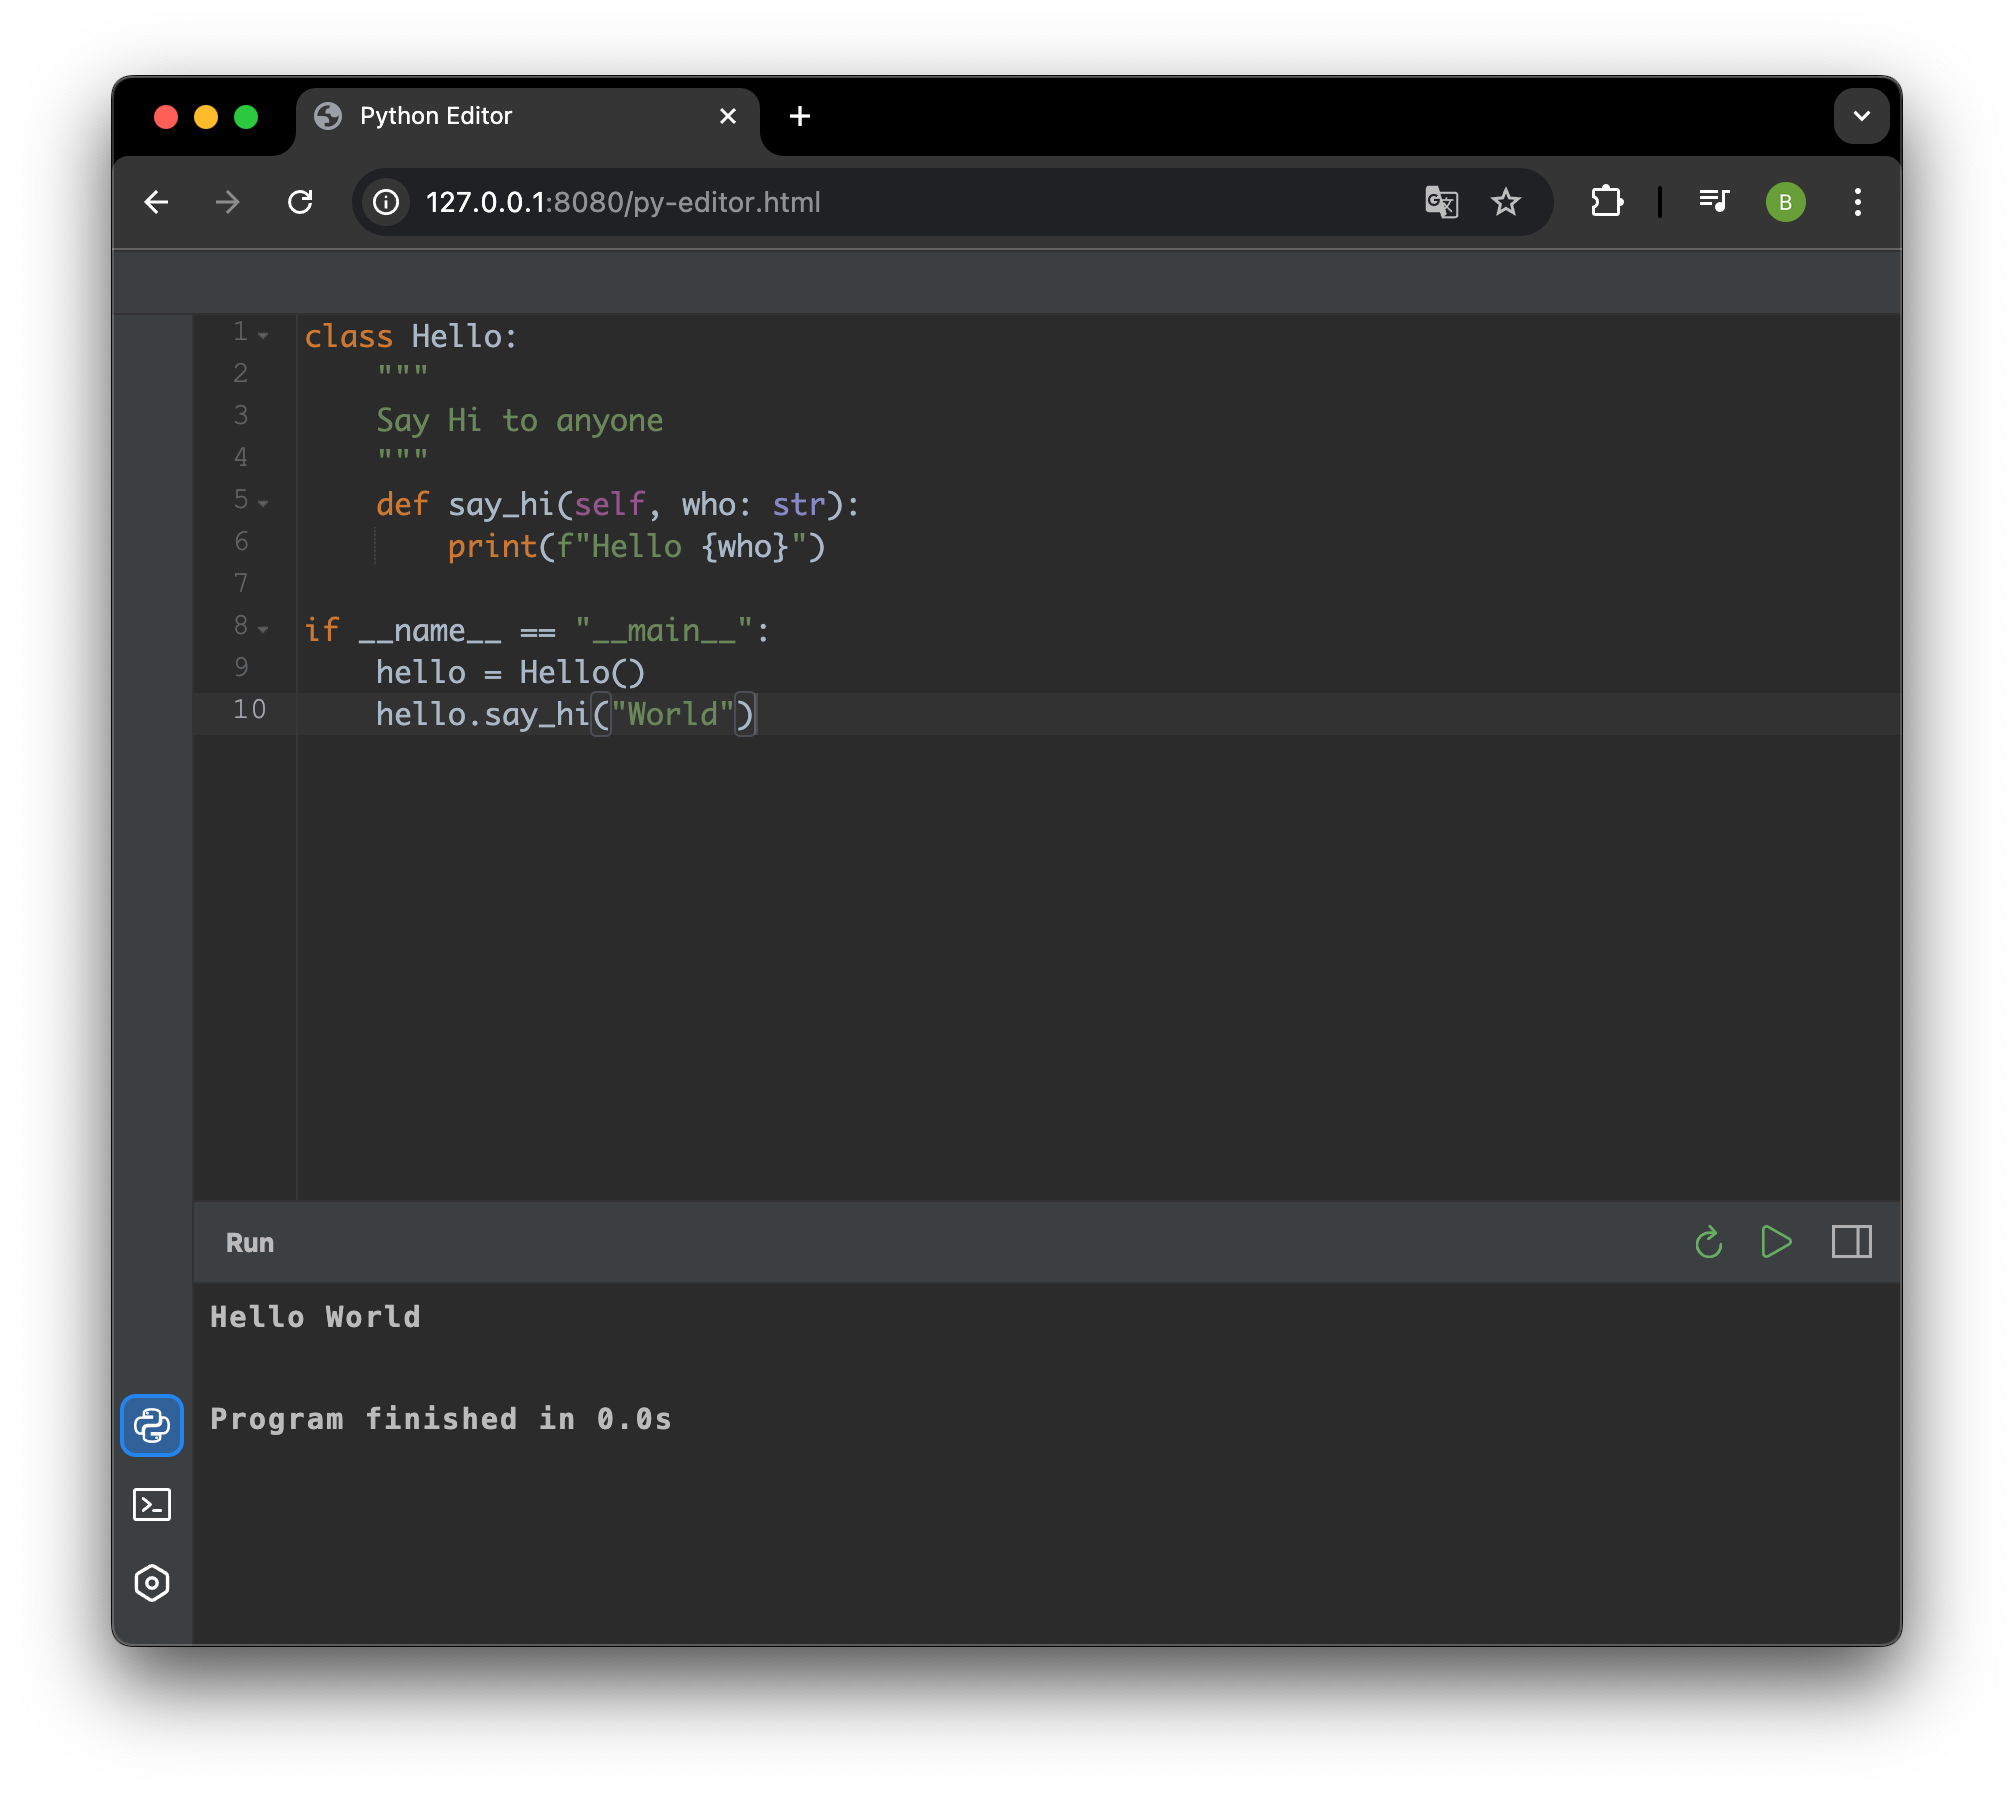 Python Editor
127.0.0.1:8080/py-editor.html
B
1 class Hello:
2     """
3     Say Hi to anyone
4     """
5     def say_hi(self, who: str):
6         print(f"Hello {who}")
7
8 if __name__ == "__main__":
9     hello = Hello()
10     hello.say_hi("World")
Run
Hello World
Program finished in 0.0s